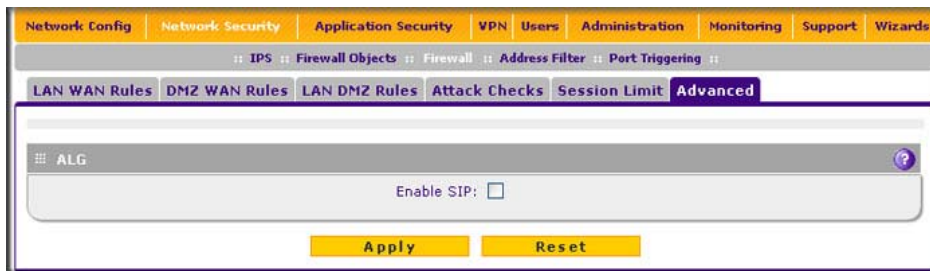 Network Config Network Security Application Security VPN Users Administration Monitoring Support Wizards
:: IPS :: Firewall Objects :: Firewall :: Address Filter :: Port Triggering ::
LAN WAN Rules DMZ WAN Rules LAN DMZ Rules Attack Checks Session Limit Advanced
ALG ?
Enable SIP:
Apply Reset